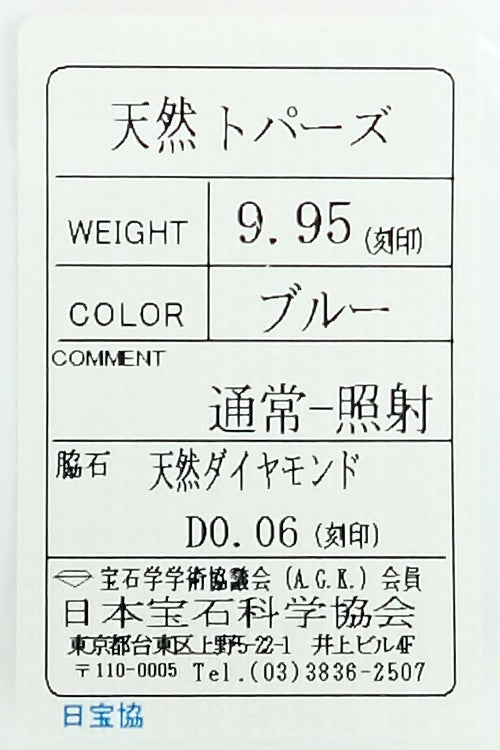 天然トパーズ
WEIGHT 9.95(刻印)
COLOR ブルー
COMMENT
通常-照射
脇石 天然ダイヤモンド
D0.06(刻印)
宝石学学術協議会(A.G.K.)会員
日本宝石科学協会
東京都台東区上野5-22-1 井上ビル4F
〒110-0005 Tel.(03)3836-2507
日宝協